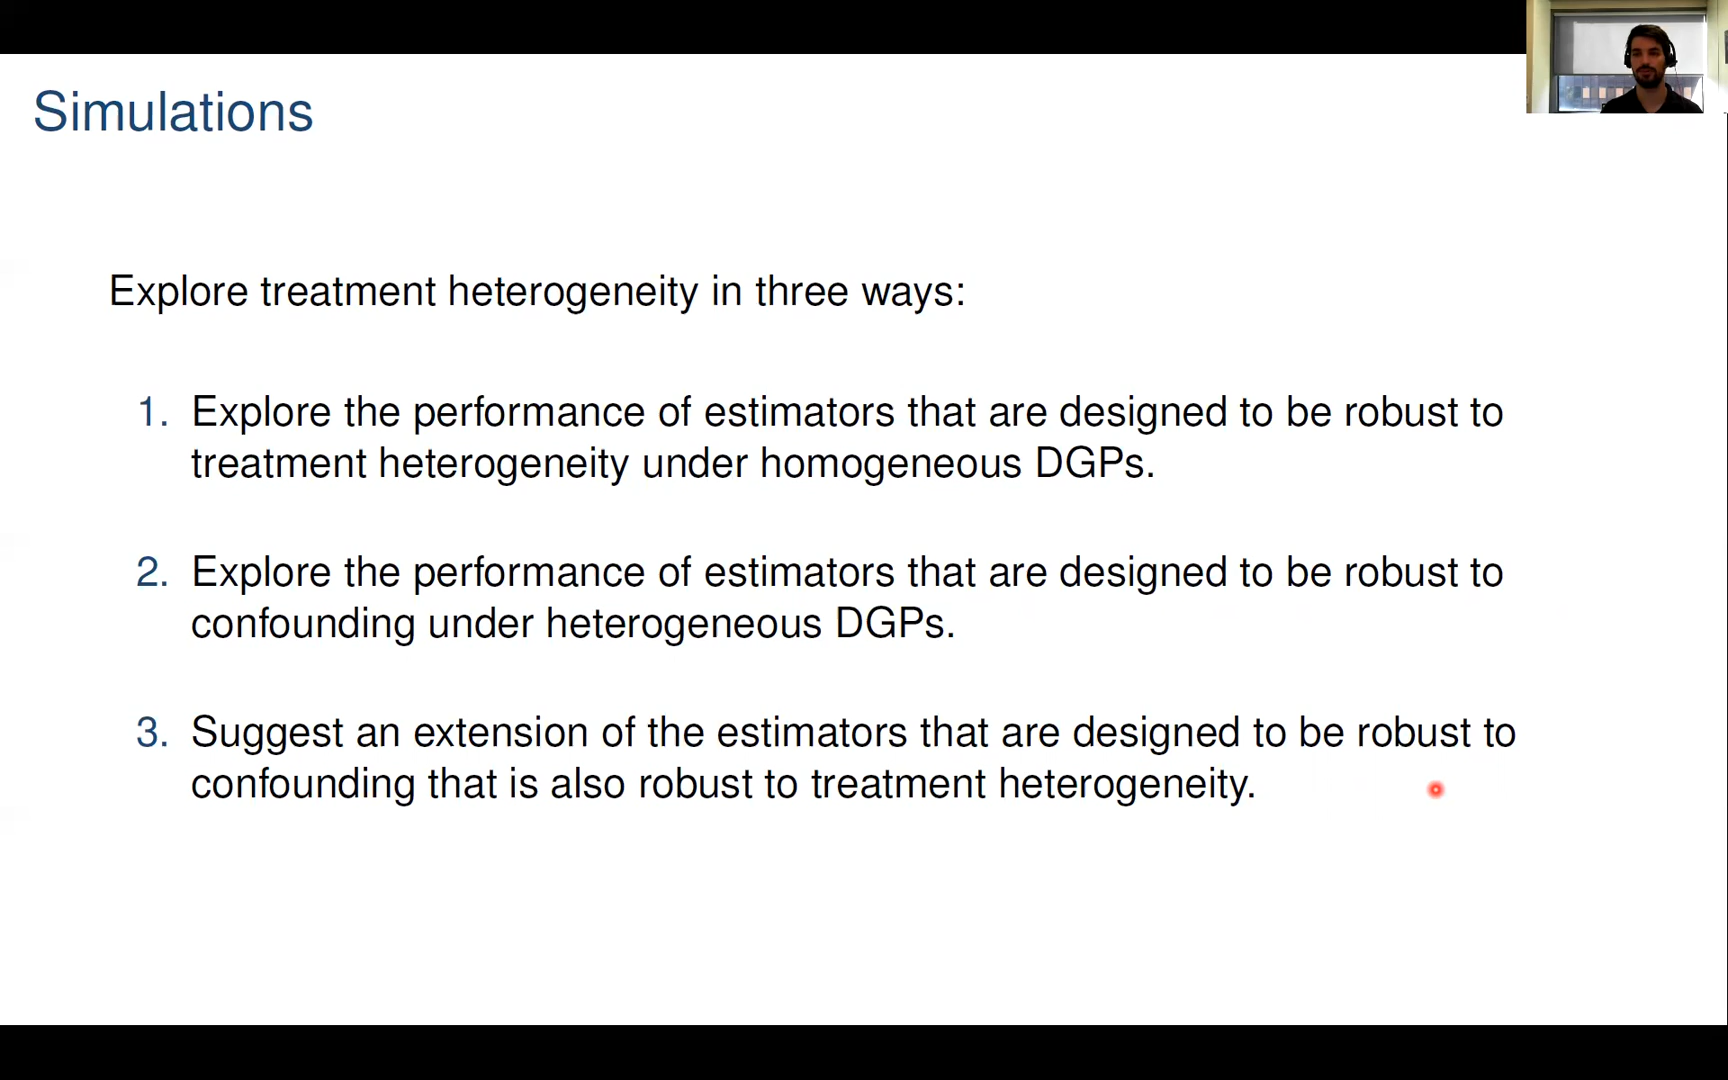 Simulations
Explore treatment heterogeneity in three ways:
1. Explore the performance of estimators that are designed to be robust to
treatment heterogeneity under homogeneous DGPs.
2. Explore the performance of estimators that are designed to be robust to
confounding under heterogeneous DGPs.
3. Suggest an extension of the estimators that are designed to be robust to
confounding that is also robust to treatment heterogeneity.